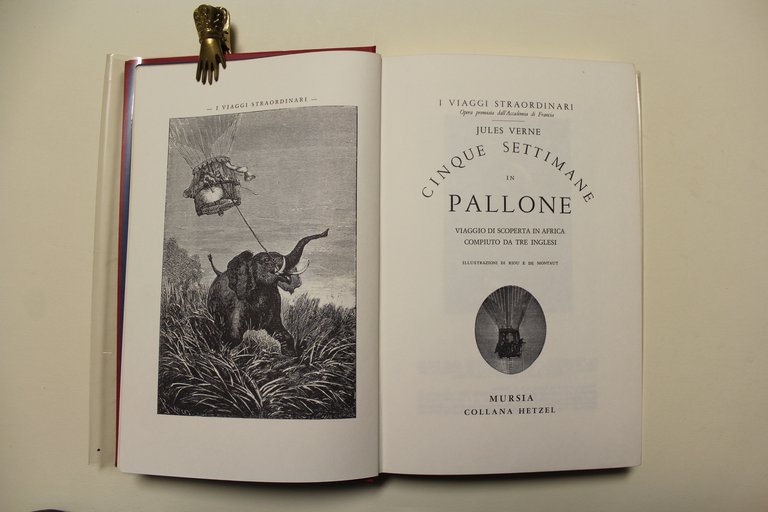 — I VIAGGI STRAORDINARI —
I VIAGGI STRAORDINARI
Opera premiata dall'Accademia di Francia
JULES VERNE
CINQUE SETTIMANE
IN
PALLONE
VIAGGIO DI SCOPERTA IN AFRICA
COMPIUTO DA TRE INGLESI
ILLUSTRAZIONI DI RIOU E DE MONTAUT
MURSIA
COLLANA HETZEL